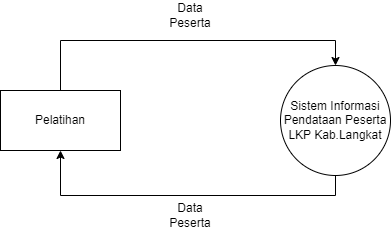 Data
Peserta
Pelatihan
Sistem Informasi
Pendataan Peserta
LKP Kab.Langkat
Data
Peserta